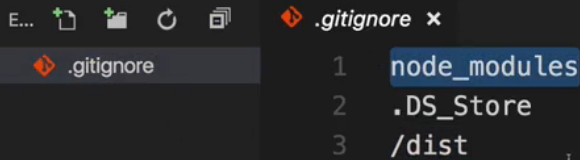 E...
.gitignore
.gitignore
1 node_modules
2 .DS_Store
3 /dist